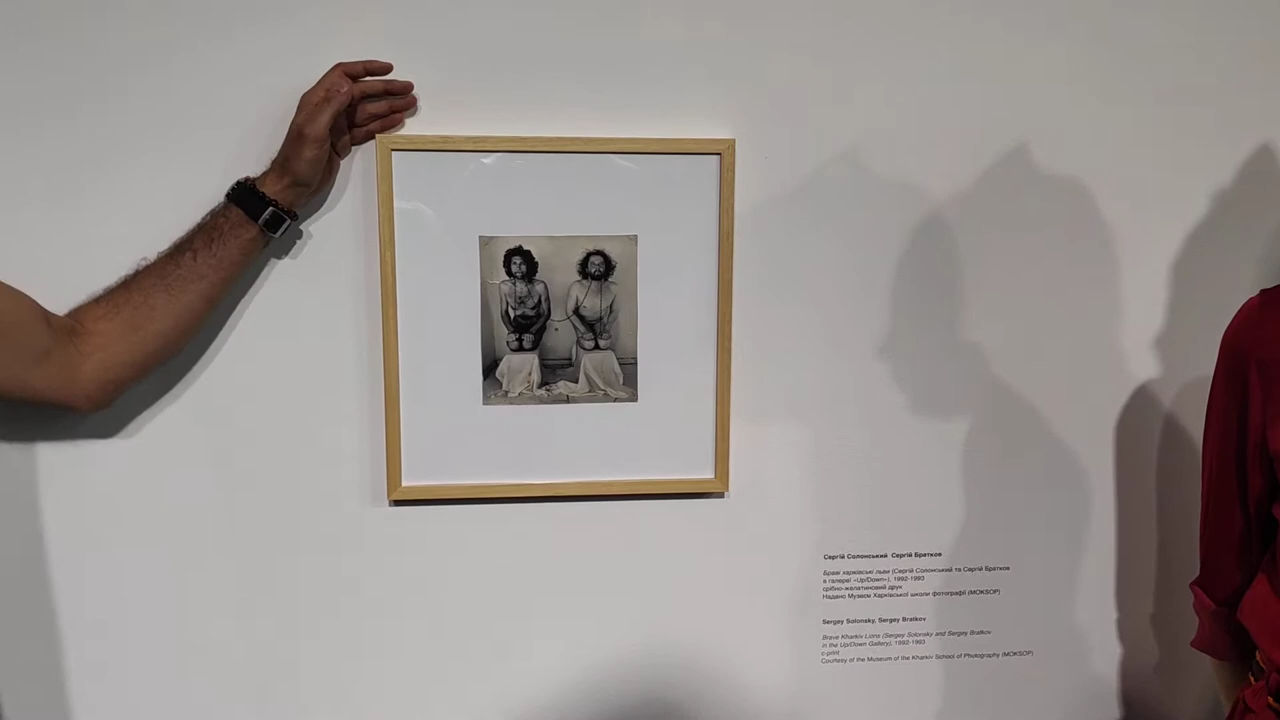 Сергій Солонський Сергій Братков
Браві харківські льви (Сергій Солонський та Сергій Братков
в галереї «Up/Down»), 1992-1993
срібно-желатиновий друк
Надано Музеєм Харківської школи фотографії (MOKSOP)
Sergey Solonsky, Sergey Bratkov
Brave Kharkiv Lions (Sergey Solonsky and Sergey Bratkov
in the Up/Down Gallery), 1992-1993
c-print
Courtesy of the Museum of the Kharkiv School of Photography (MOKSOP)